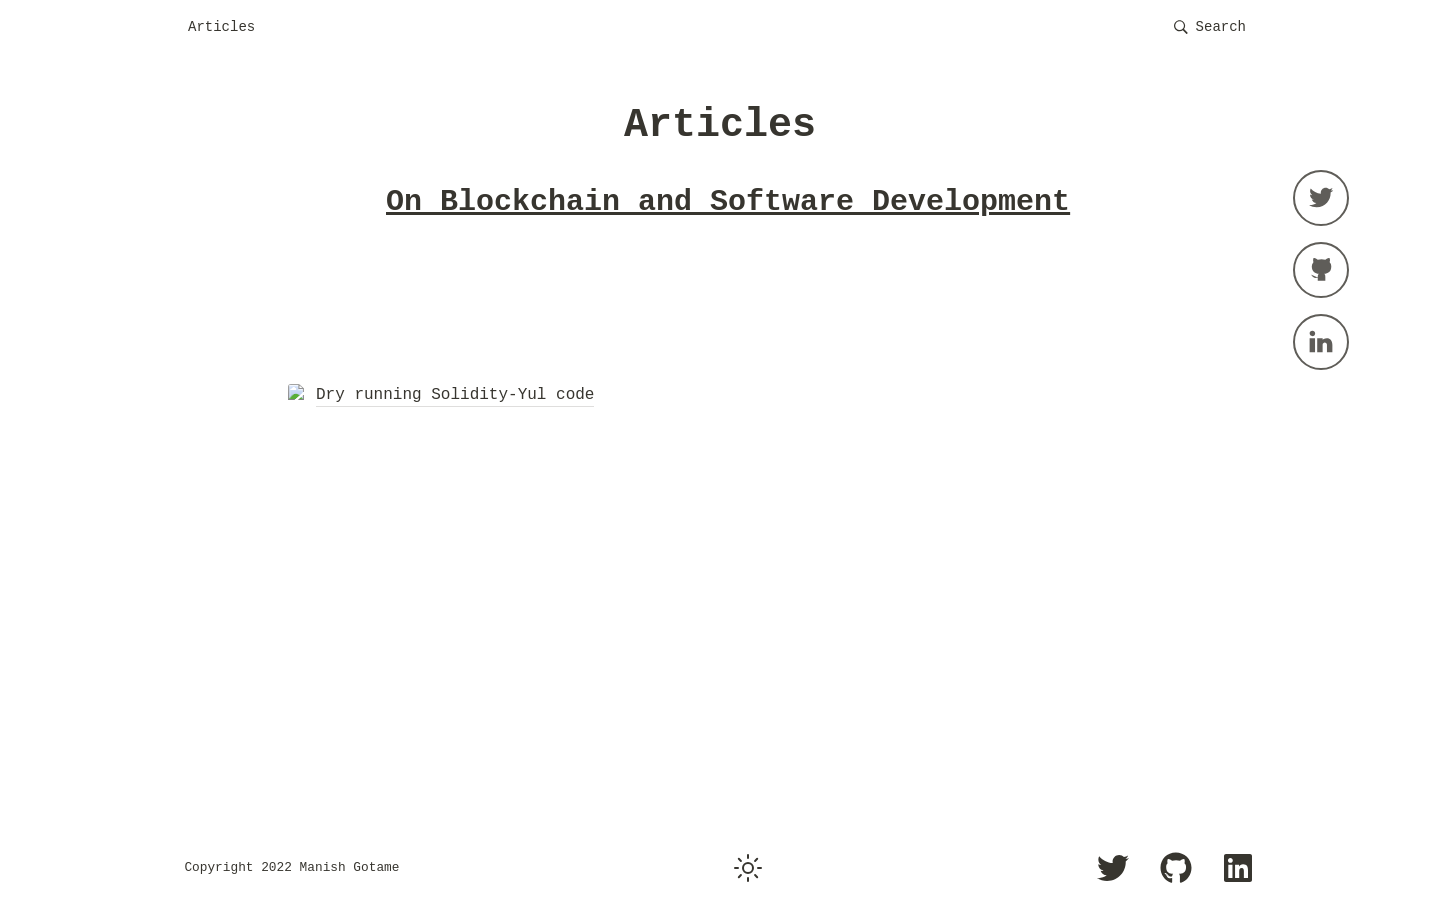 Articles
Search
Articles
On Blockchain and Software Development
Dry running Solidity-Yul code
Copyright 2022 Manish Gotame